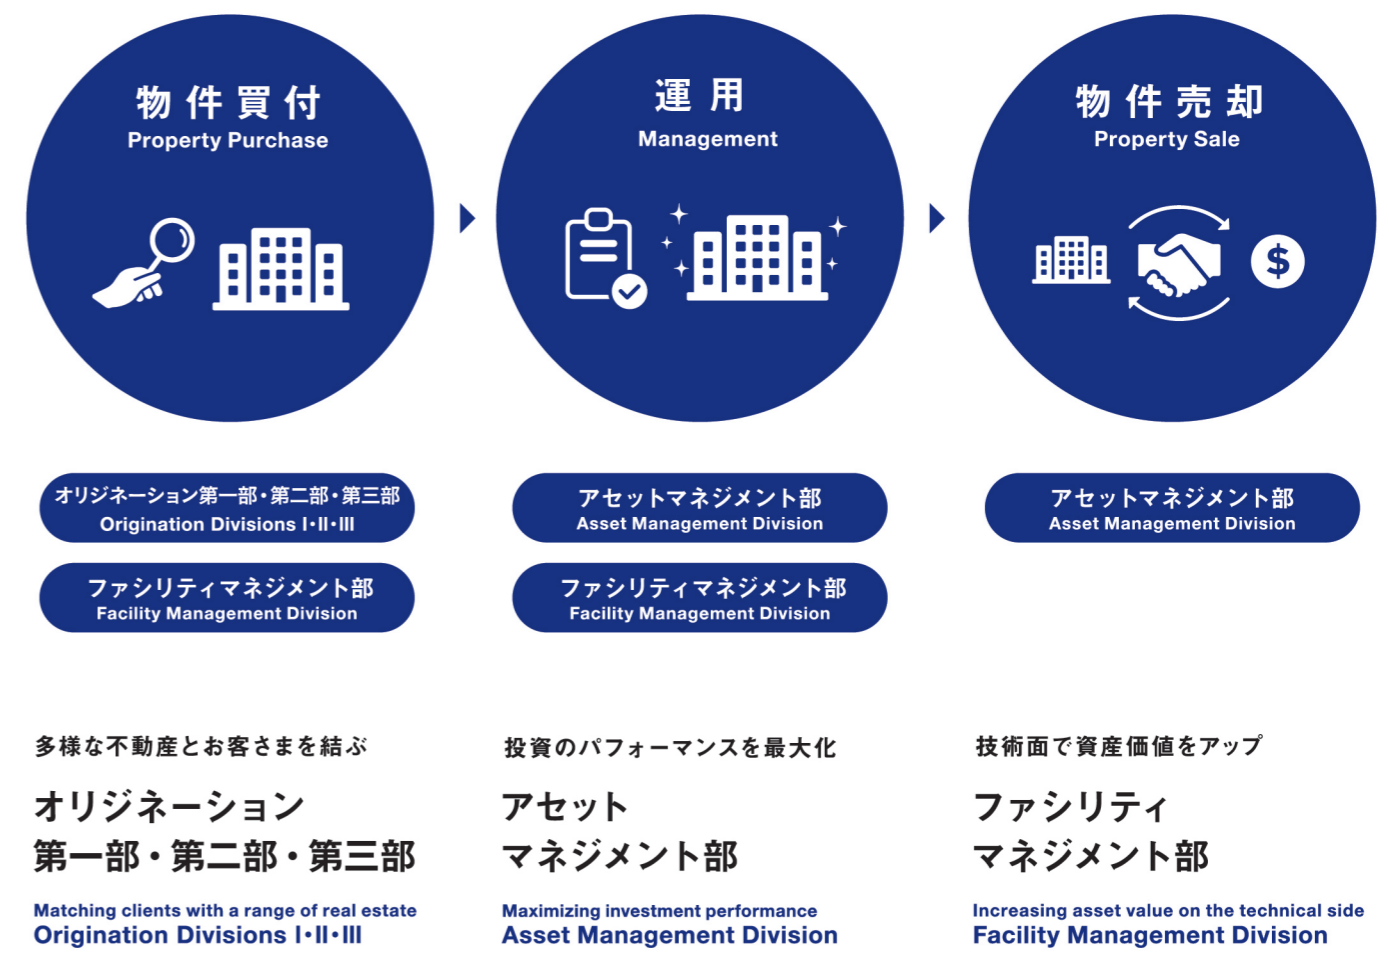 物件買付
Property Purchase
運用
Management
物件売却
Property Sale
$
オリジネーション第一部・第二部・第三部
Origination Divisions I・II・III
ファシリティマネジメント部
Facility Management Division
アセットマネジメント部
Asset Management Division
ファシリティマネジメント部
Facility Management Division
アセットマネジメント部
Asset Management Division
多様な不動産とお客さまを結ぶ
オリジネーション
第一部・第二部・第三部
Matching clients with a range of real estate
Origination Divisions I・II・III
投資のパフォーマンスを最大化
アセット
マネジメント部
Maximizing investment performance
Asset Management Division
技術面で資産価値をアップ
ファシリティ
マネジメント部
Increasing asset value on the technical side
Facility Management Division